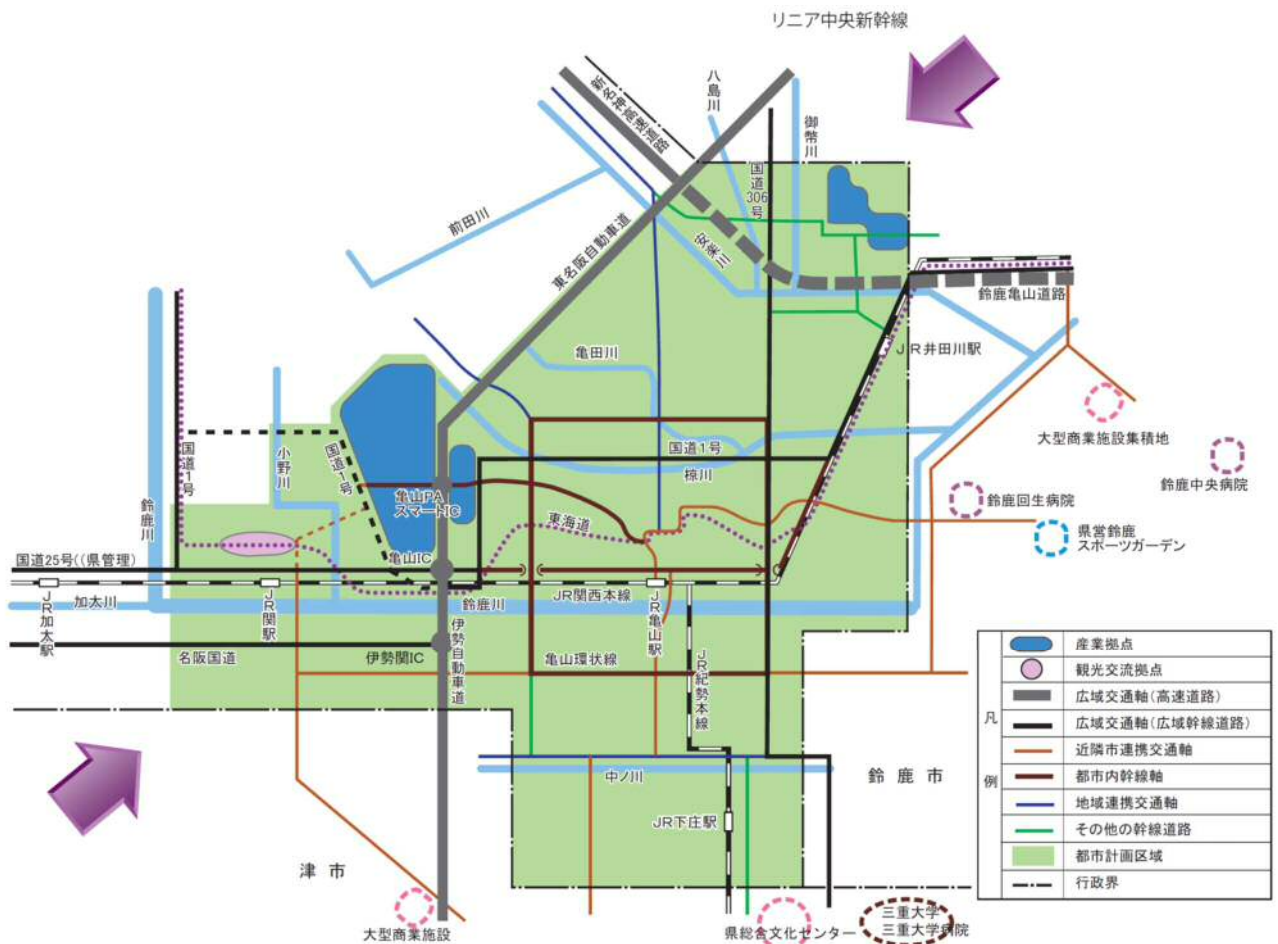 リニア中央新幹線
新名神高速道路
八島川
御幣川
国道
306
号
前田川
東名阪自動車道
安楽川
鈴鹿亀山道路
JR井田川駅
亀田川
大型商業施設集積地
国道1号
国道1号
小野川
国道1号
椋川
鈴鹿中央病院
亀山PA
スマートIC
鈴鹿回生病院
鈴鹿川
東海道
県営鈴鹿
スポーツガーデン
国道25号((県管理)
亀山IC
JR加太駅
加太川
JR関駅
鈴鹿川
JR関西本線
JR亀山駅
名阪国道
伊勢関IC
伊勢自動車道
亀山環状線
JR紀勢本線
中ノ川
鈴鹿市
JR下庄駅
津市
大型商業施設
県総合文化センター
三重大学
三重大学病院
凡例
産業拠点
観光交流拠点
広域交通軸(高速道路)
広域交通軸(広域幹線道路)
近隣市連携交通軸
都市内幹線軸
地域連携交通軸
その他の幹線道路
都市計画区域
行政界